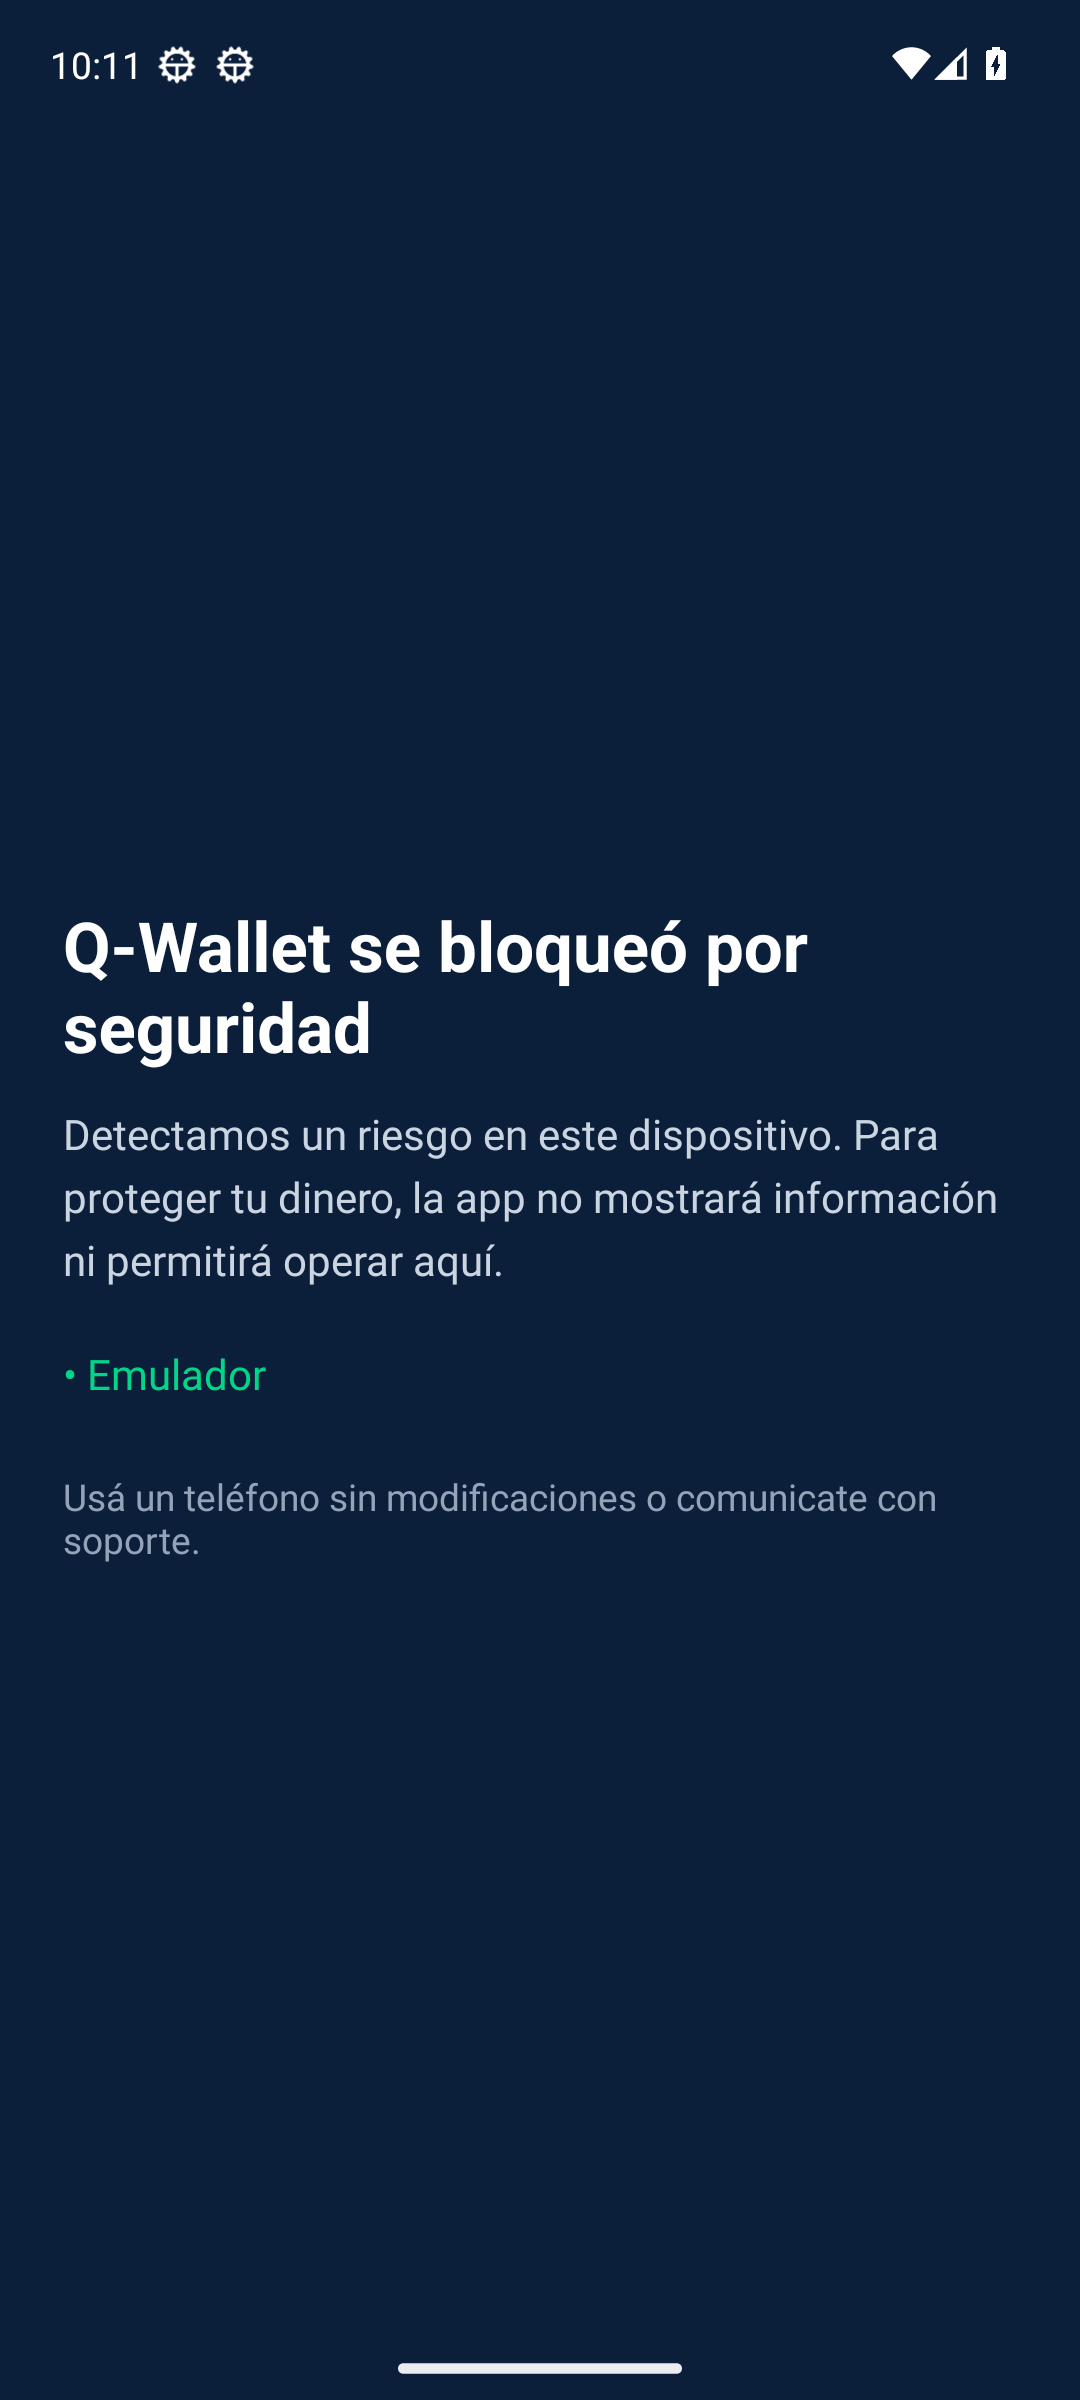 10:11
Q-Wallet se bloqueó por
seguridad
Detectamos un riesgo en este dispositivo. Para
proteger tu dinero, la app no mostrará información
ni permitirá operar aquí.
• Emulador
Usá un teléfono sin modificaciones o comunicate con
soporte.